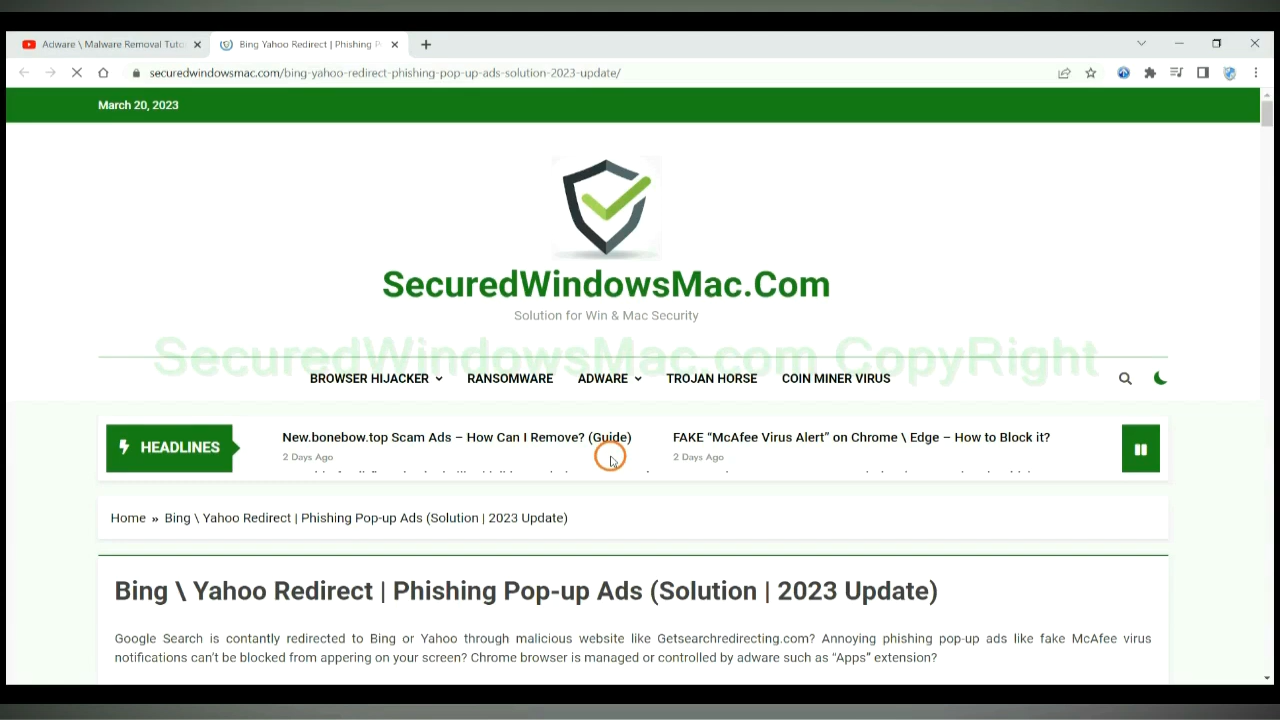 Adware \ Malware Removal Tuto
Bing Yahoo Redirect | Phishing P
securedwindowsmac.com/bing-yahoo-redirect-phishing-pop-up-ads-solution-2023-update/
March 20, 2023
SecuredWindowsMac.Com
Solution for Win & Mac Security
SecuredWindowsMac.com CopyRight
BROWSER HIJACKER RANSOMWARE ADWARE TROJAN HORSE COIN MINER VIRUS
HEADLINES
New.bonebow.top Scam Ads – How Can I Remove? (Guide)
2 Days Ago
FAKE “McAfee Virus Alert” on Chrome \ Edge – How to Block it?
2 Days Ago
Home » Bing \ Yahoo Redirect | Phishing Pop-up Ads (Solution | 2023 Update)
Bing \ Yahoo Redirect | Phishing Pop-up Ads (Solution | 2023 Update)
Google Search is contantly redirected to Bing or Yahoo through malicious website like Getsearchredirecting.com? Annoying phishing pop-up ads like fake McAfee virus
notifications can’t be blocked from appering on your screen? Chrome browser is managed or controlled by adware such as “Apps” extension?